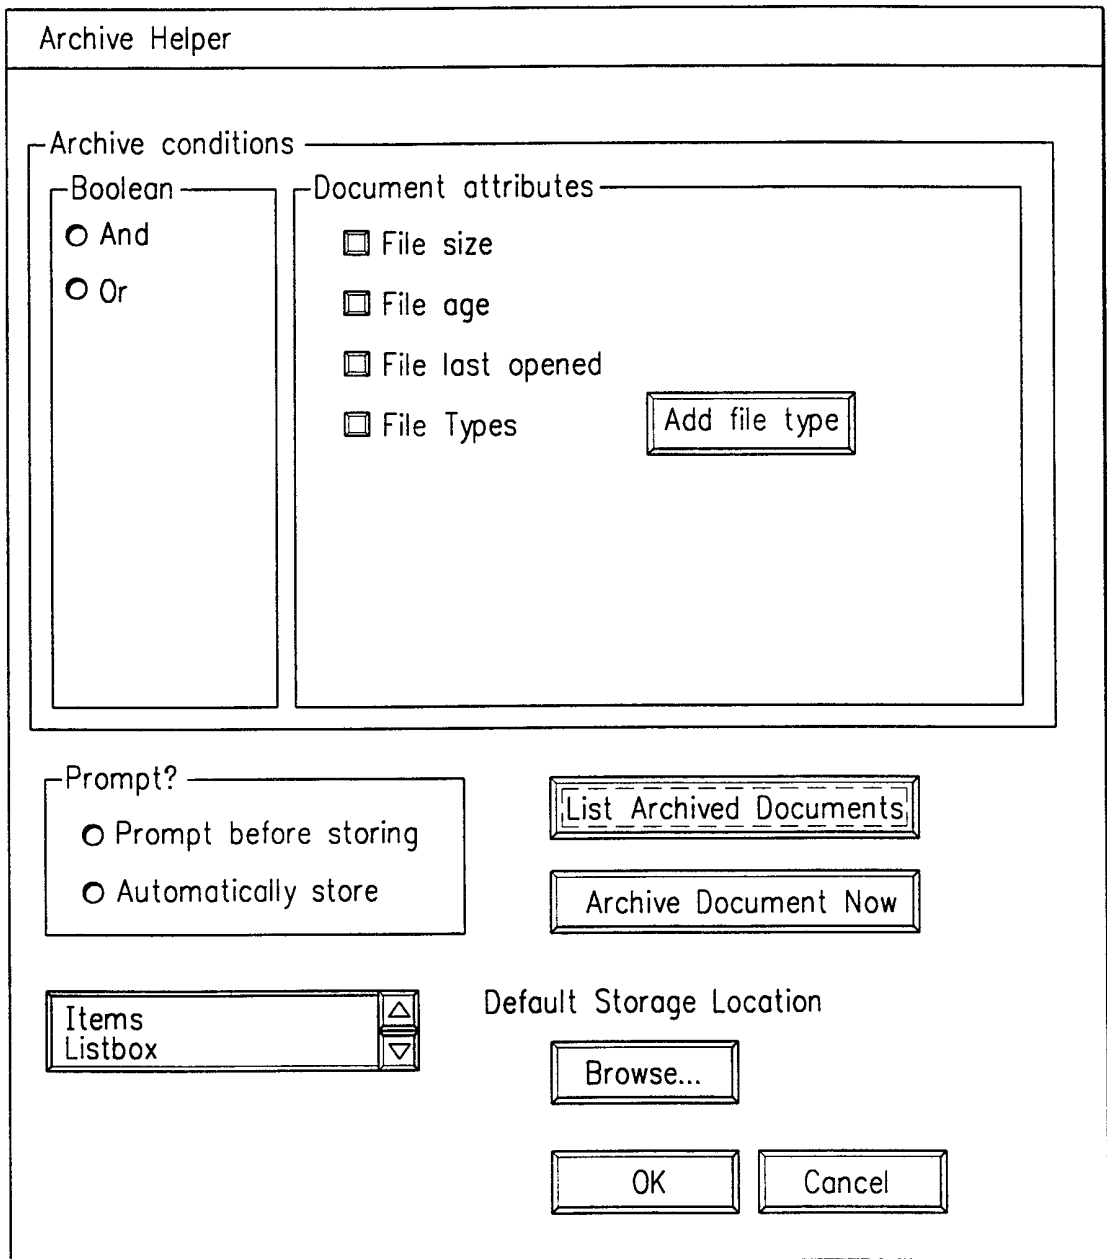 Archive Helper
Archive conditions
Boolean
And
Or
Document attributes
File size
File age
File last opened
File Types
Add file type
Prompt?
Prompt before storing
Automatically store
List Archived Documents
Archive Document Now
Items
Listbox
Default Storage Location
Browse...
OK
Cancel